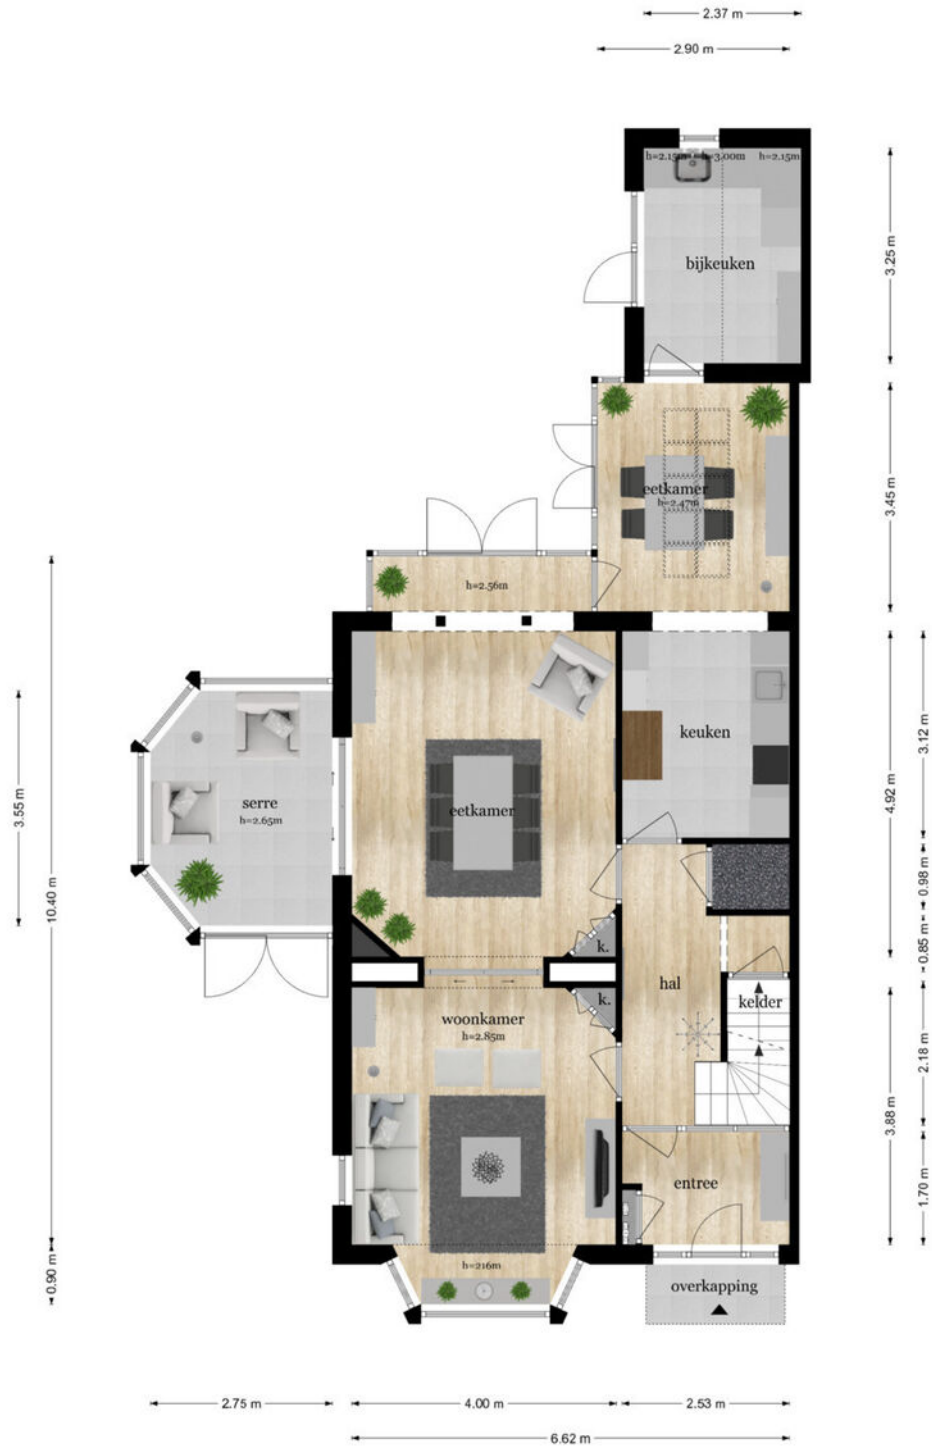 2.37 m
2.90 m
h=2.15m h=3.00m h=2.15m
bijkeuken
3.25 m
eetkamer
h=2.47m
3.45 m
h=2.56m
keuken
serre
h=2.65m
eetkamer
3.55 m
10.40 m
4.92 m
3.12 m
0.98 m
0.85 m
k.
k.
hal
kelder
woonkamer
h=2.85m
2.18 m
3.88 m
entree
1.70 m
h=216m
0.90 m
overkapping
2.75 m
4.00 m
2.53 m
6.62 m